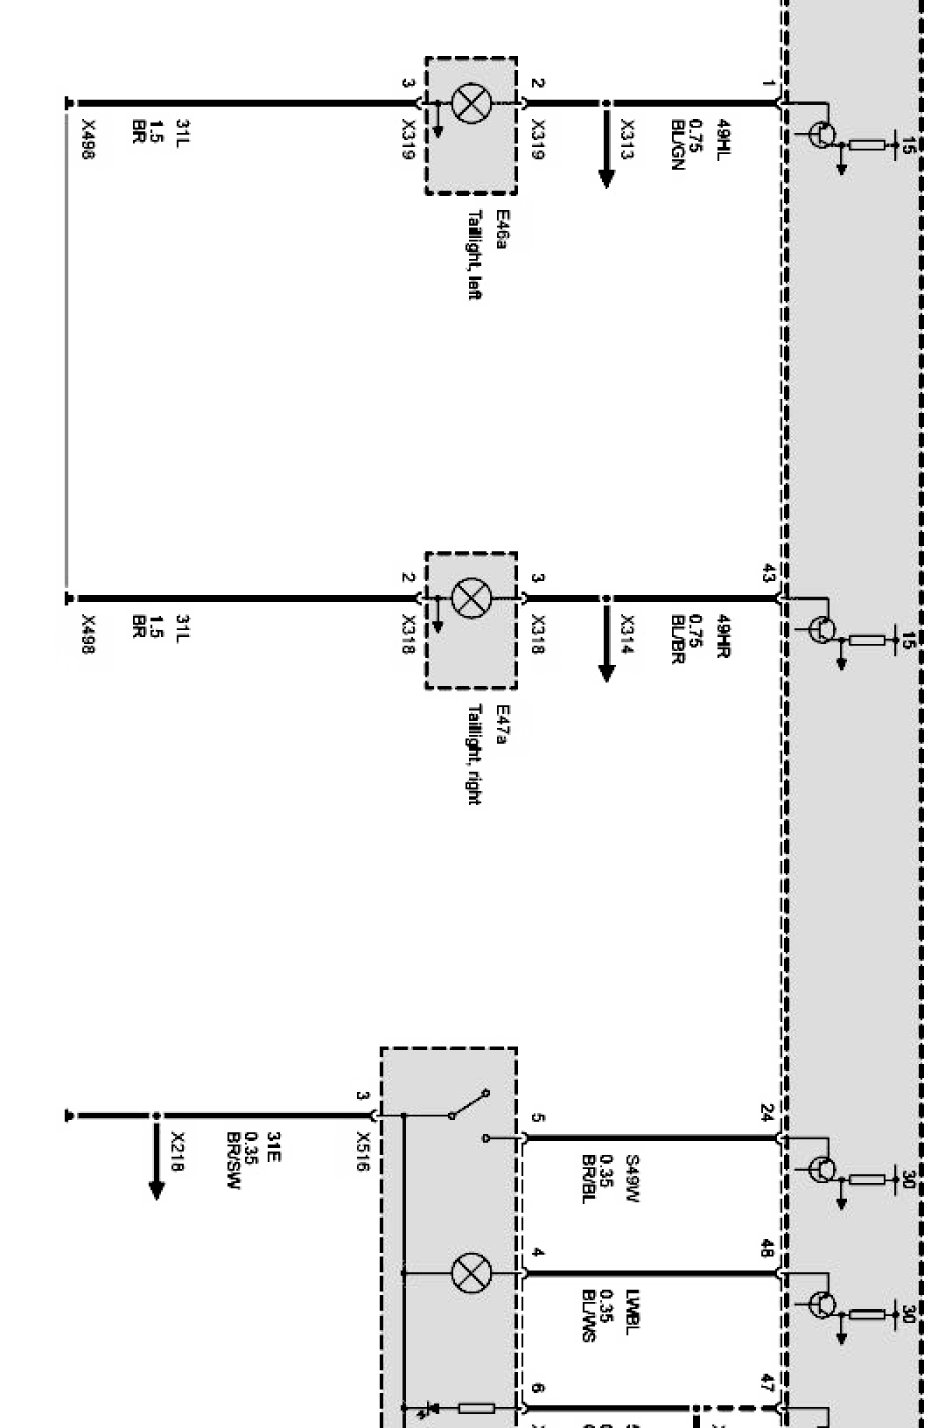 1
49HL
0.75
BL/GN
X313
2
X319
3
X319
31L
1.5
BR
X498
15
E46a
Taillight, left
43
49HR
0.75
BL/BR
X314
3
X318
2
X318
31L
1.5
BR
X498
15
E47a
Taillight, right
24
S49W
0.35
BR/BL
5
3
X516
31E
0.35
BR/SW
X218
30
48
LWBL
0.35
BL/WS
4
30
47
6